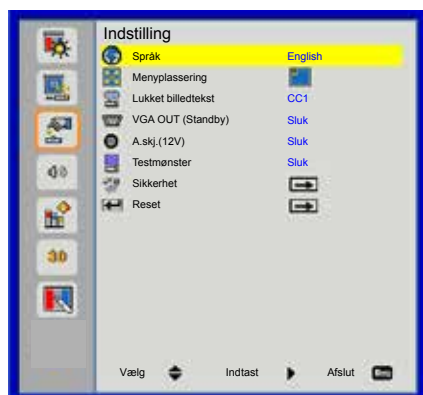 Indstilling
Språk English
Menyplassering
Lukket billedtekst CC1
VGA OUT (Standby) Sluk
A.skj.(12V) Sluk
Testmønster Sluk
Sikkerhet
Reset
3D
Vælg Indtast Afslut